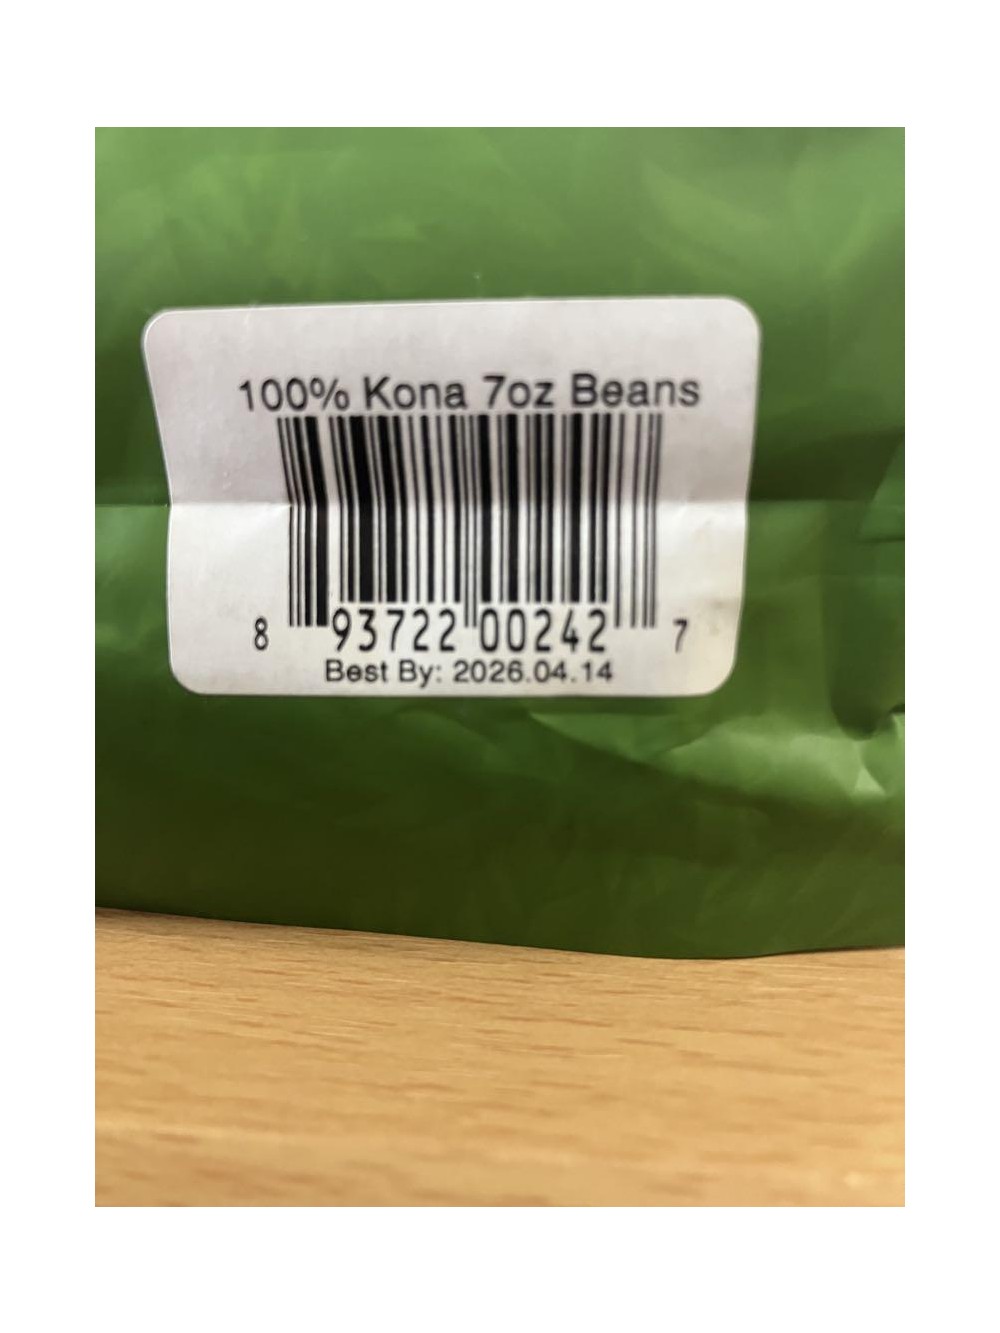 100% Kona 7oz Beans
8 93722 00242 7
Best By: 2026.04.14